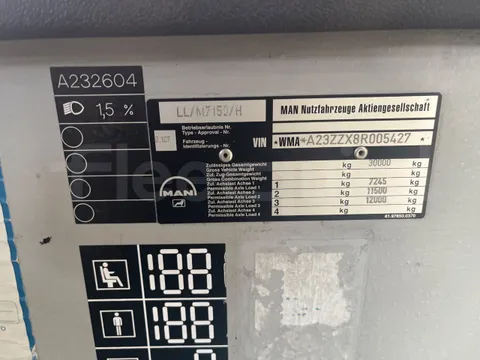 A232604
1,5 %
LL/M7150/H
MAN Nutzfahrzeuge Aktiengesellschaft
Betriebserlaubnis Nr.
Type - Approval - Nr.
Fahrzeug -
Identifizierungs - Nr.
VIN *WMA*A23ZZX8R005427 *
Zulässiges Gesamtgewicht
Gross Vehicle Weight
kg 30000 kg
Zul. Zug-Gesamtgewicht
Gross Combination Weight
kg kg
Zul. Achslast Achse 1
Permissible Axle Load 1
1 kg 7245 kg
Zul. Achslast Achse 2
Permissible Axle Load 2
2 kg 11500 kg
Zul. Achslast Achse 3
Permissible Axle Load 3
3 kg 12000 kg
Zul. Achslast Achse 4
Permissible Axle Load 4
4 kg kg
MAN
81.97850.0370
188
188